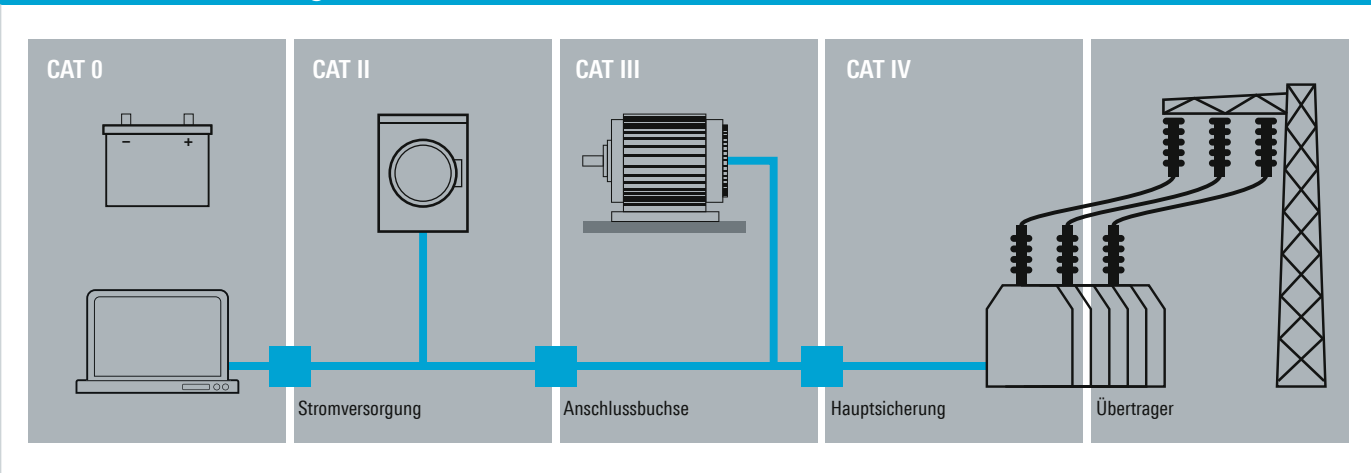 CAT 0
CAT II
CAT III
CAT IV
− +
Stromversorgung
Anschlussbuchse
Hauptsicherung
Übertrager